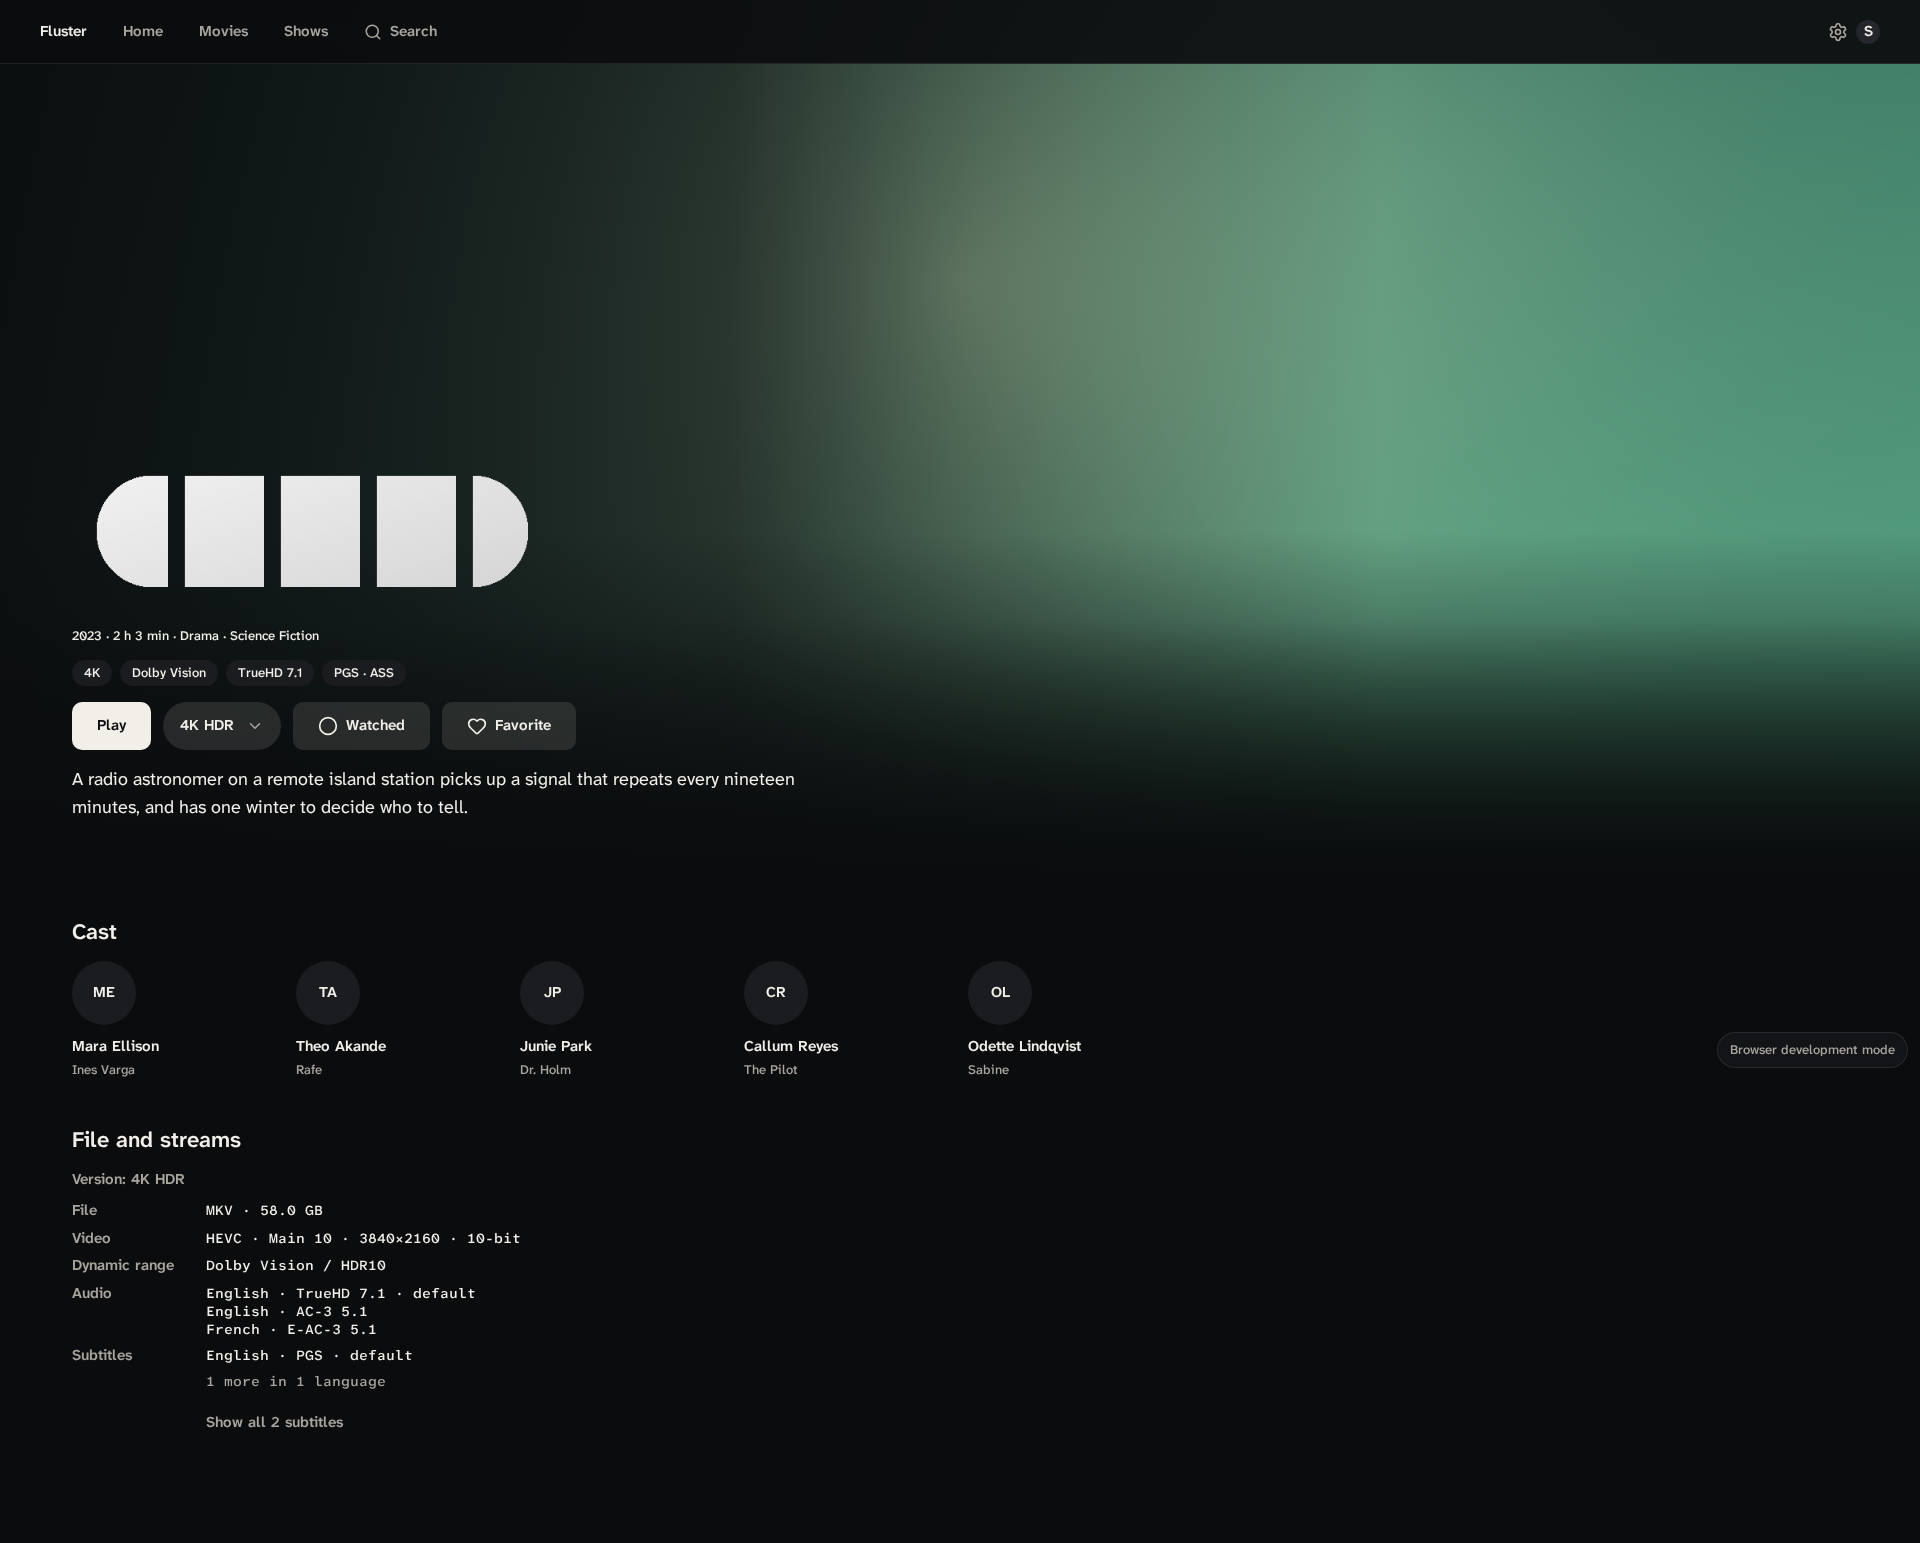 Fluster
Home
Movies
Shows
Search
S
2023 · 2 h 3 min · Drama · Science Fiction
4K
Dolby Vision
TrueHD 7.1
PGS · ASS
Play
4K HDR
Watched
Favorite
A radio astronomer on a remote island station picks up a signal that repeats every nineteen
minutes, and has one winter to decide who to tell.
Cast
ME
TA
JP
CR
OL
Mara Ellison
Theo Akande
Junie Park
Callum Reyes
Odette Lindqvist
Ines Varga
Rafe
Dr. Holm
The Pilot
Sabine
Browser development mode
File and streams
Version: 4K HDR
File
MKV · 58.0 GB
Video
HEVC · Main 10 · 3840×2160 · 10-bit
Dynamic range
Dolby Vision / HDR10
Audio
English · TrueHD 7.1 · default
English · AC-3 5.1
French · E-AC-3 5.1
Subtitles
English · PGS · default
1 more in 1 language
Show all 2 subtitles